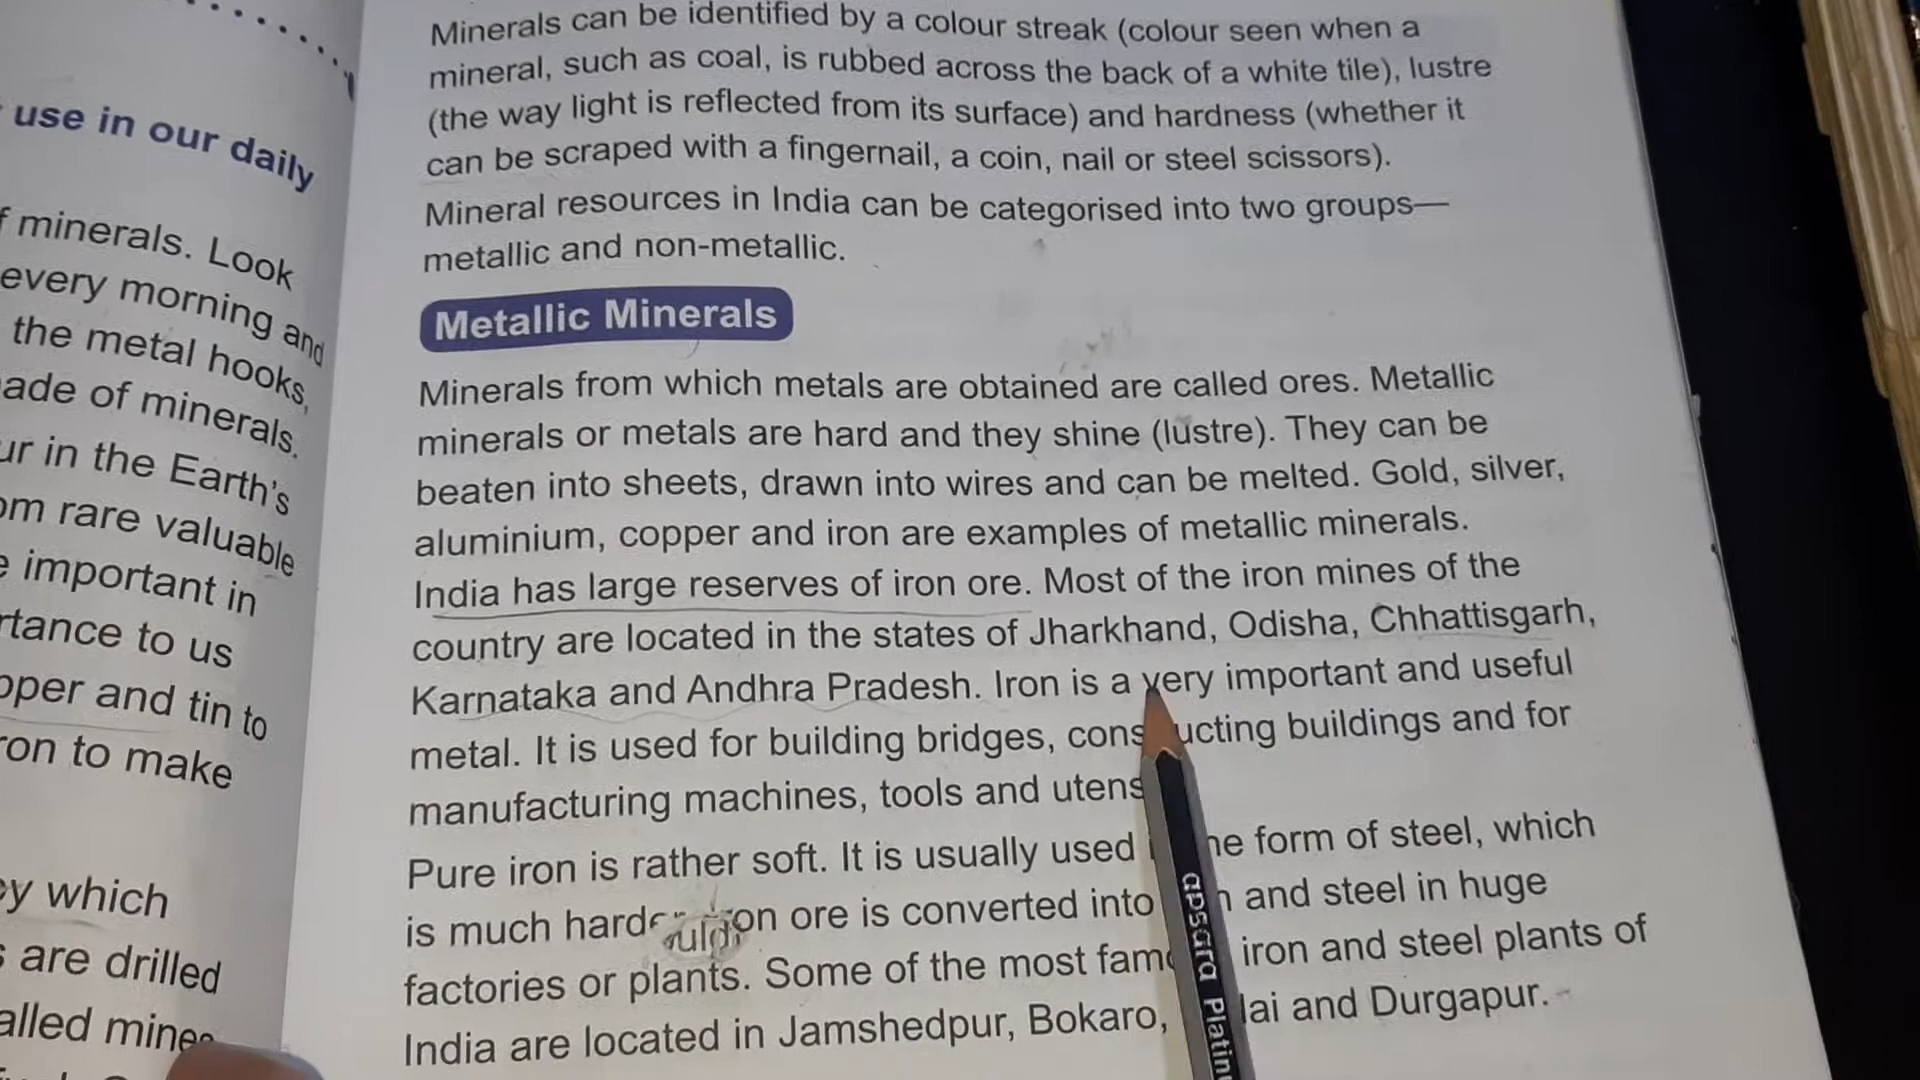 use in our daily
minerals. Look
every morning and
the metal hooks,
ade of minerals.
ur in the Earth's
om rare valuable
important in
rtance to us
pper and tin to
ron to make
y which
are drilled
alled mines
Minerals can be identified by a colour streak (colour seen when a
mineral, such as coal, is rubbed across the back of a white tile), lustre
(the way light is reflected from its surface) and hardness (whether it
can be scraped with a fingernail, a coin, nail or steel scissors).
Mineral resources in India can be categorised into two groups—
metallic and non-metallic.
Metallic Minerals
Minerals from which metals are obtained are called ores. Metallic
minerals or metals are hard and they shine (lustre). They can be
beaten into sheets, drawn into wires and can be melted. Gold, silver,
aluminium, copper and iron are examples of metallic minerals.
India has large reserves of iron ore. Most of the iron mines of the
country are located in the states of Jharkhand, Odisha, Chhattisgarh,
Karnataka and Andhra Pradesh. Iron is a very important and useful
metal. It is used for building bridges, cons ucting buildings and for
manufacturing machines, tools and utens
Pure iron is rather soft. It is usually used he form of steel, which
is much harde on ore is converted into n and steel in huge
factories or plants. Some of the most famo iron and steel plants of
India are located in Jamshedpur, Bokaro, lai and Durgapur.
apsara Platin